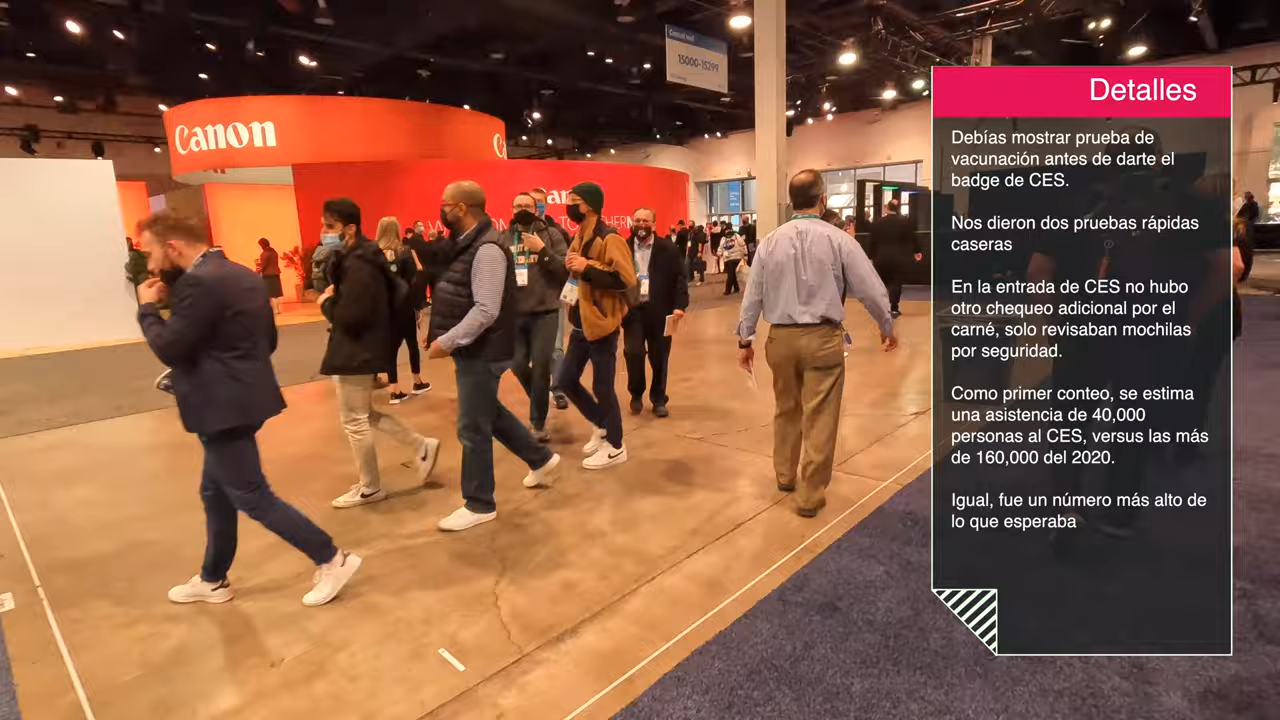 Central Hall
15000-15299
Canon
Detalles
Debías mostrar prueba de
vacunación antes de darte el
badge de CES.
Nos dieron dos pruebas rápidas
caseras
En la entrada de CES no hubo
otro chequeo adicional por el
carné, solo revisaban mochilas
por seguridad.
Como primer conteo, se estima
una asistencia de 40,000
personas al CES, versus las más
de 160,000 del 2020.
Igual, fue un número más alto de
lo que esperaba